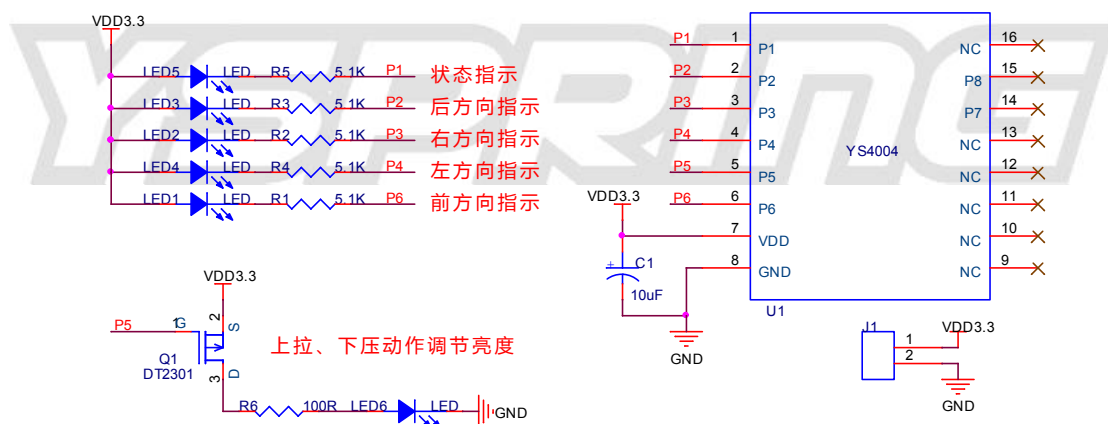 YSPRING
VDD3.3
LED5 LED R5 5.1K P1 状态指示
LED3 LED R3 5.1K P2 后方向指示
LED2 LED R2 5.1K P3 右方向指示
LED4 LED R4 5.1K P4 左方向指示
LED1 LED R1 5.1K P6 前方向指示
VDD3.3
P5 1 G 2 S
Q1
DT2301
3 D
上拉、下压动作调节亮度
R6 100R LED6 LED GND
P1 1 P1 NC 16
P2 2 P2 P8 15
P3 3 P3 P7 14
P4 4 P4 NC 13
YS4004
P5 5 P5 NC 12
P6 6 P6 NC 11
VDD3.3
7 VDD NC 10
8 GND NC 9
+ C1
10uF
U1
GND
J1
1 VDD3.3
2
GND